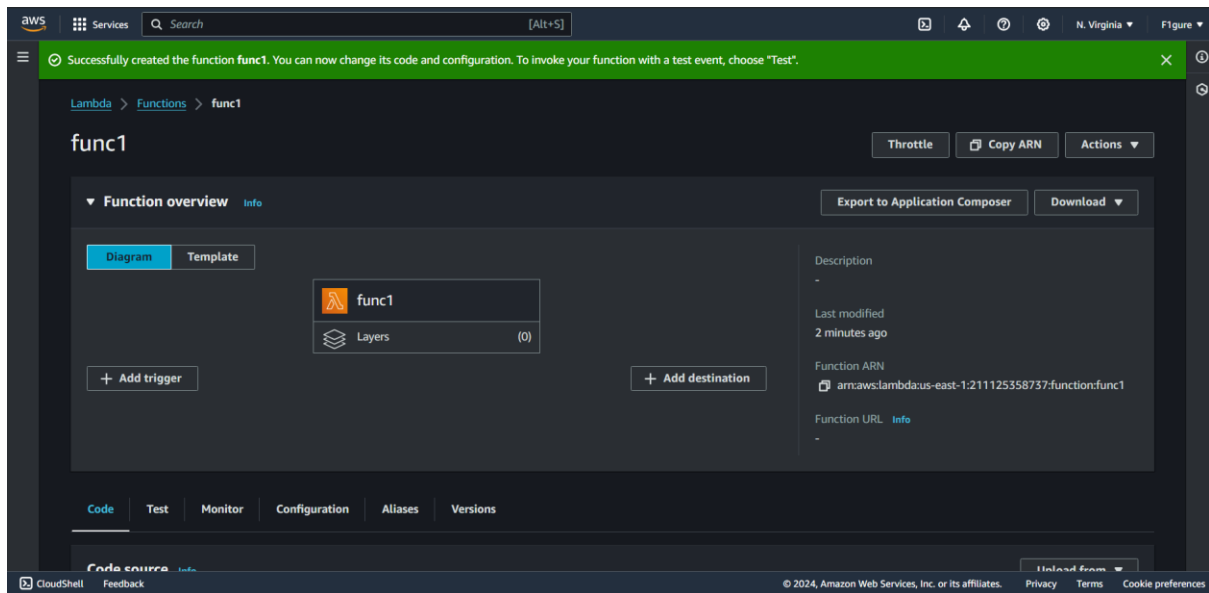 aws Services Search [Alt+S] N. Virginia ▼ F1gure ▼
Successfully created the function func1. You can now change its code and configuration. To invoke your function with a test event, choose "Test".
Lambda > Functions > func1
func1
Throttle Copy ARN Actions ▼
▼ Function overview Info
Export to Application Composer Download ▼
Diagram Template
func1
Layers (0)
+ Add trigger
+ Add destination
Description
-
Last modified
2 minutes ago
Function ARN
arn:aws:lambda:us-east-1:211125358737:function:func1
Function URL Info
-
Code Test Monitor Configuration Aliases Versions
Code source Info Upload from ▼
CloudShell Feedback © 2024, Amazon Web Services, Inc. or its affiliates. Privacy Terms Cookie preferences